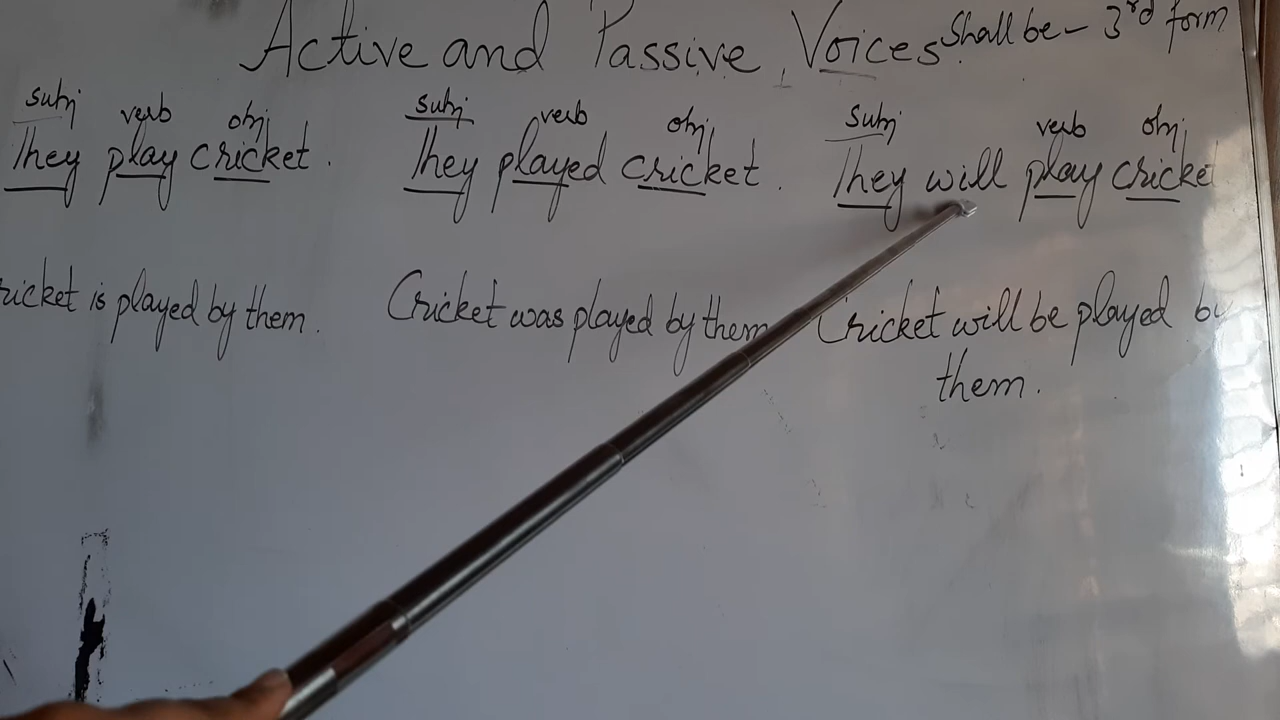 Active and Passive Voices Shall be - 3rd form
subj verb obj
They play cricket.
ricket is played by them.
subj verb obj
They played cricket.
Cricket was played by them
subj verb obj
They will play cricket
Cricket will be played by
them.